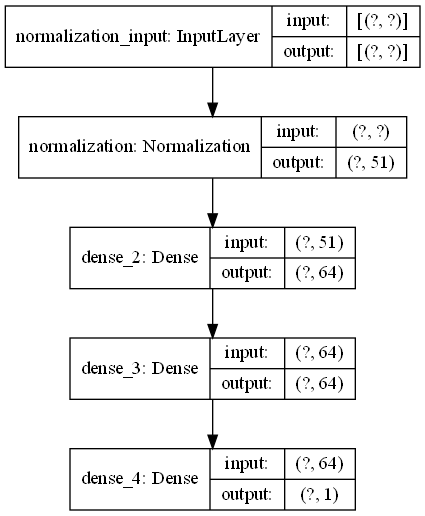 normalization_input: InputLayer
input: [(?, ?)]
output: [(?, ?)]
normalization: Normalization
input: (?, ?)
output: (?, 51)
dense_2: Dense
input: (?, 51)
output: (?, 64)
dense_3: Dense
input: (?, 64)
output: (?, 64)
dense_4: Dense
input: (?, 64)
output: (?, 1)